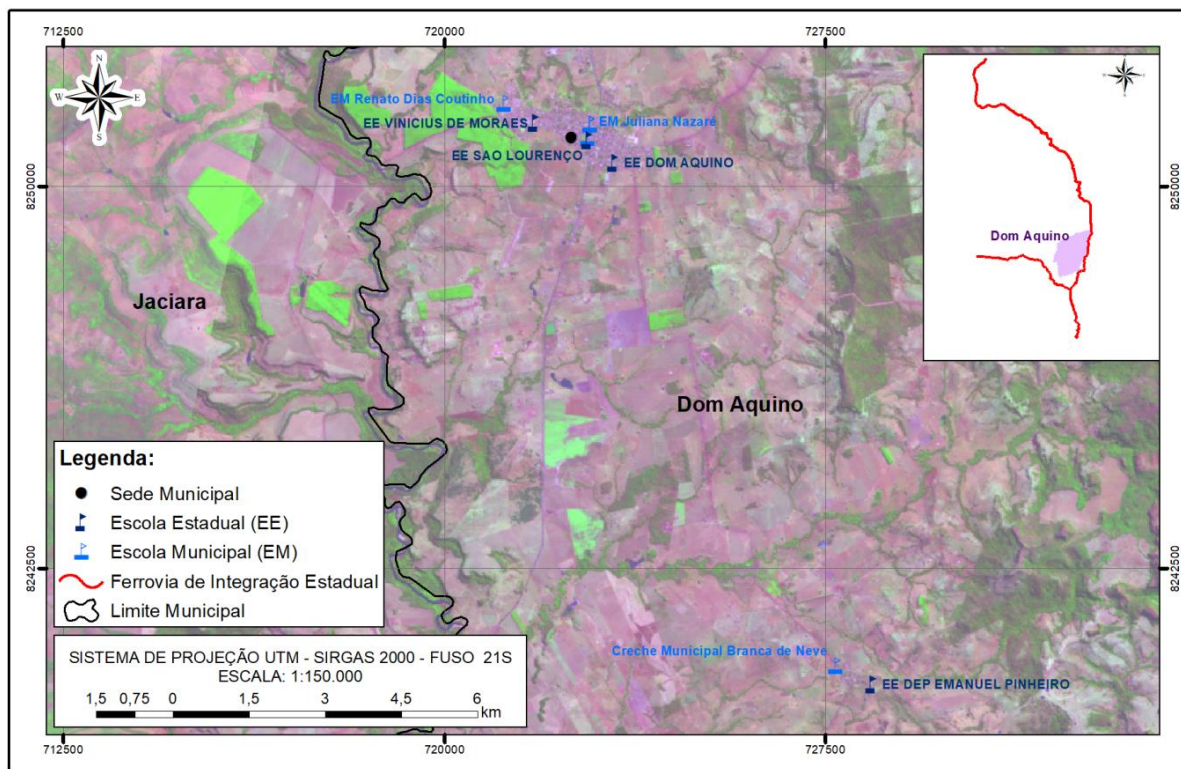 712500
720000
727500
N
W
E
S
EM Renato Dias Coutinho
EE VINICIUS DE MORAES
EM Juliana Nazaré
EE SAO LOURENÇO
EE DOM AQUINO
8250000
8250000
Dom Aquino
Jaciara
Dom Aquino
Legenda:
Sede Municipal
Escola Estadual (EE)
Escola Municipal (EM)
Ferrovia de Integração Estadual
Limite Municipal
8242500
8242500
SISTEMA DE PROJEÇÃO UTM - SIRGAS 2000 - FUSO 21S
ESCALA: 1:150.000
1,5 0,75 0 1,5 3 4,5 6
km
Creche Municipal Branca de Neve
EE DEP EMANUEL PINHEIRO
712500
720000
727500